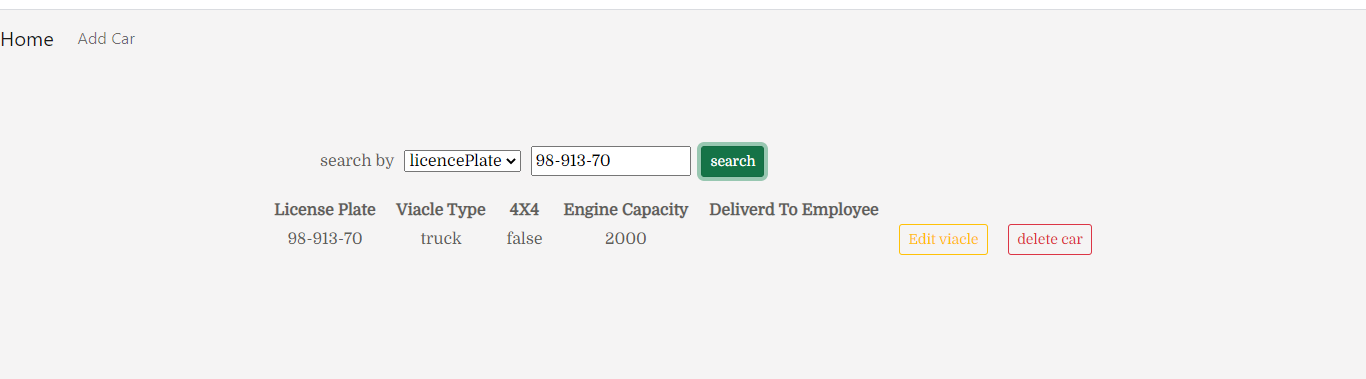 Home Add Car
search by licencePlate 98-913-70 search
License Plate Viacle Type 4X4 Engine Capacity Deliverd To Employee
98-913-70 truck false 2000 Edit viacle delete car